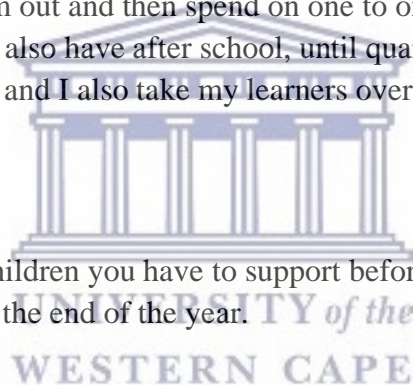 n out and then spend on one to o
also have after school, until qua
and I also take my learners over
hildren you have to support befor
UNIVERSITY of the
the end of the year.
WESTERN CAPE